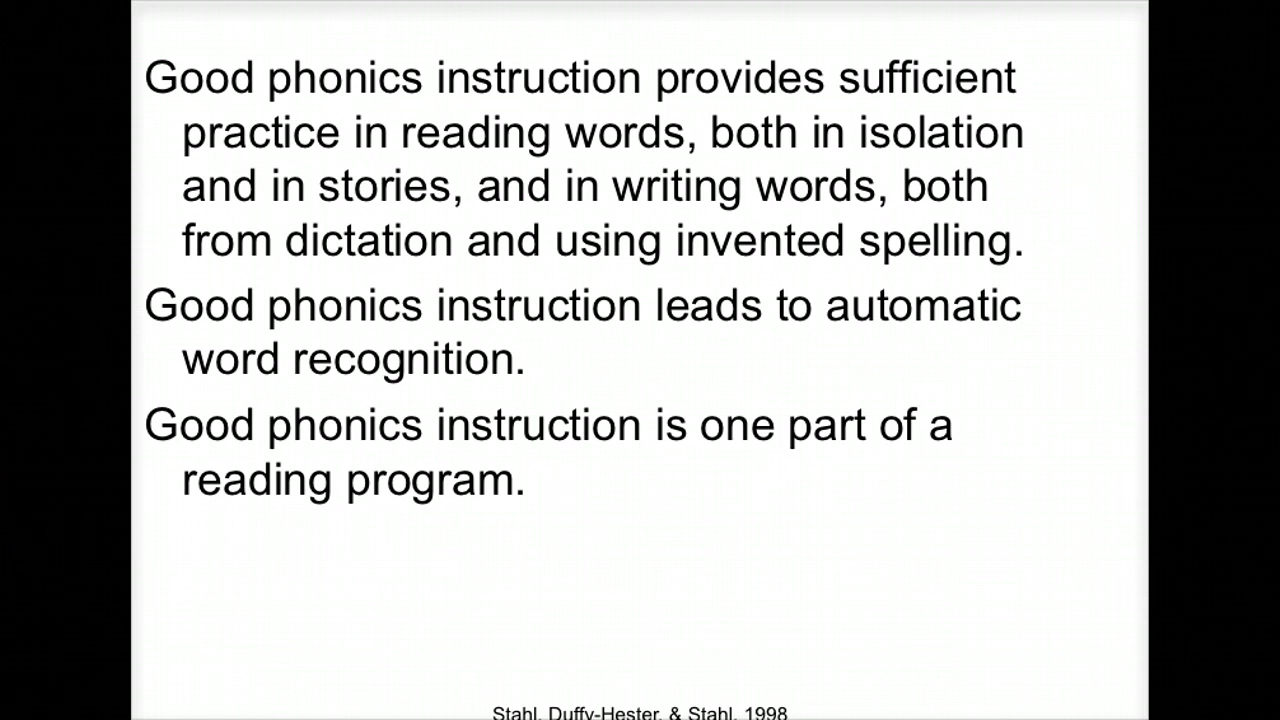 Good phonics instruction provides sufficient
practice in reading words, both in isolation
and in stories, and in writing words, both
from dictation and using invented spelling.
Good phonics instruction leads to automatic
word recognition.
Good phonics instruction is one part of a
reading program.
Stahl, Duffy-Hester, & Stahl, 1998